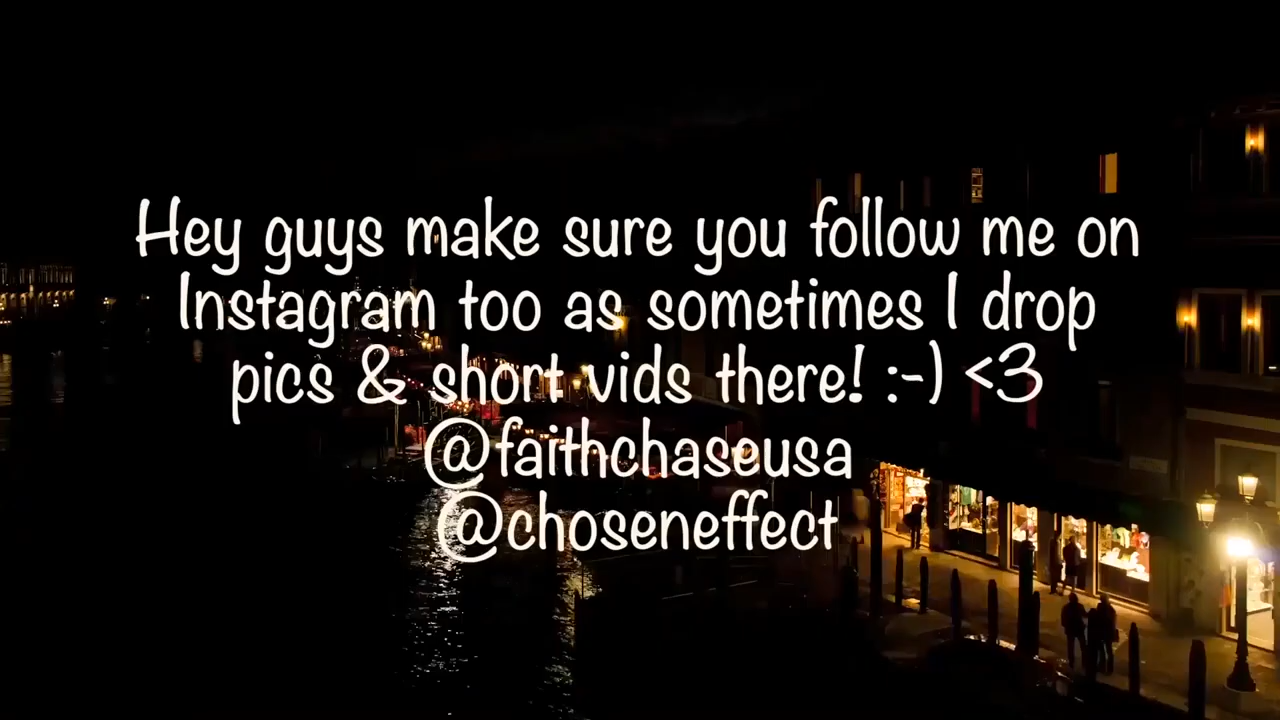 Hey guys make sure you follow me on
Instagram too as sometimes I drop
pics & short vids there! :-) <3
@faithchaseusa
@choseneffect